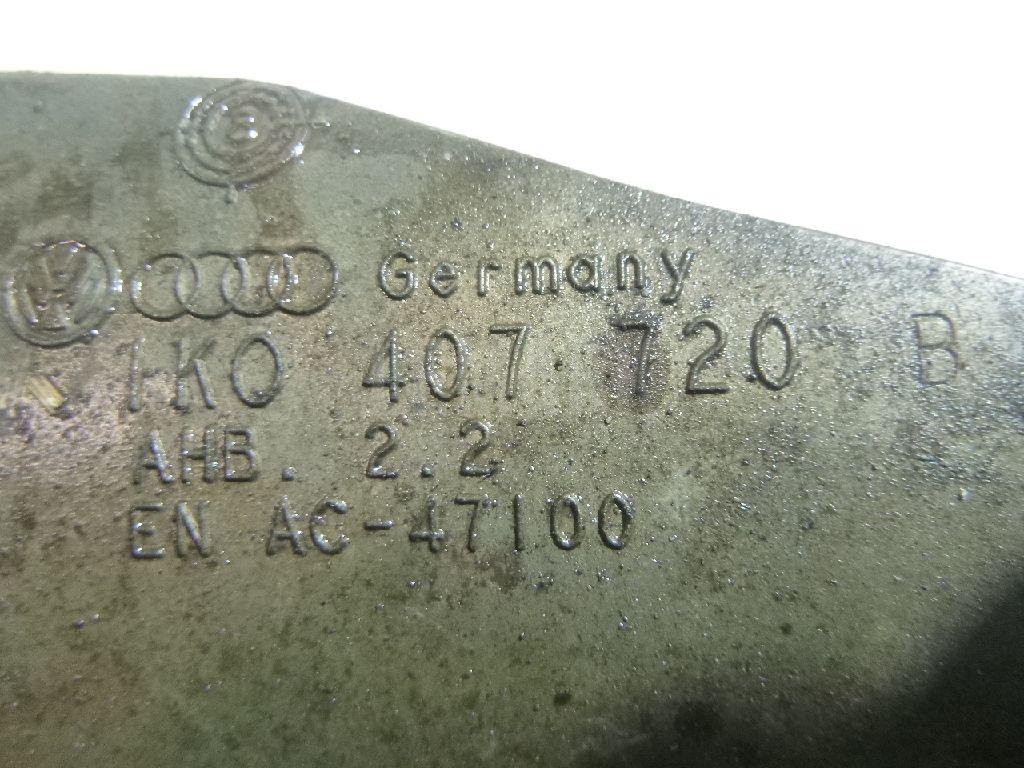 Germany
1K0 407 720 B
AHB. 2.2
EN AC-47100